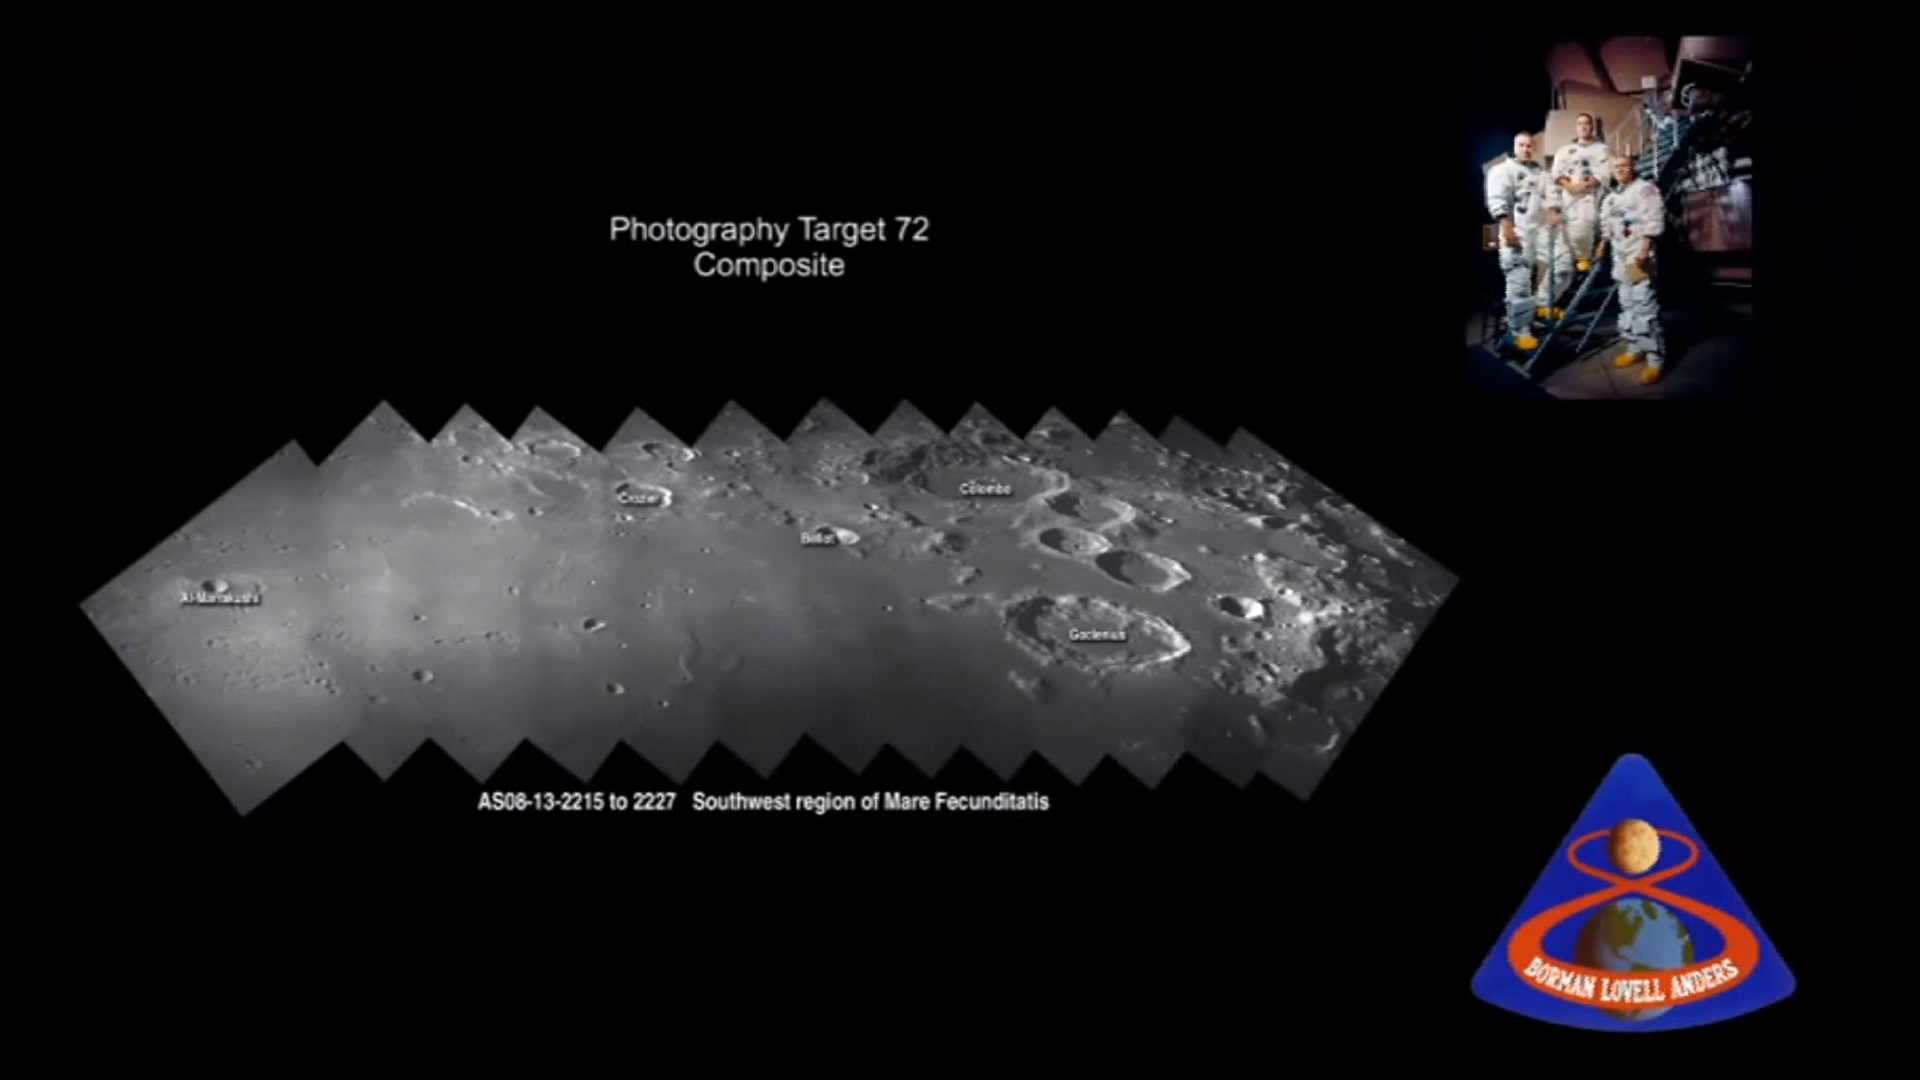 Photography Target 72
Composite
Colombo
Crozier
Bellot
Al-Marrakushi
Goclenius
AS08-13-2215 to 2227 Southwest region of Mare Fecunditatis
BORMAN LOVELL ANDERS